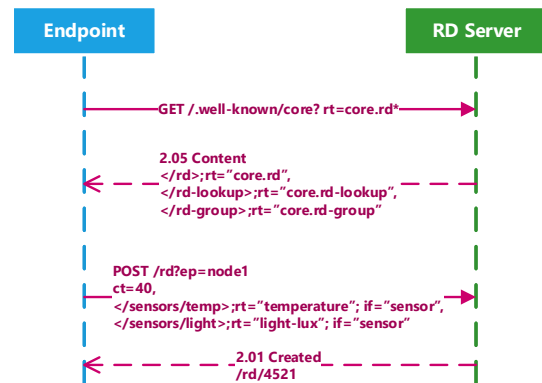 Endpoint
RD Server
GET /.well-known/core? rt=core.rd*
2.05 Content
</rd>;rt="core.rd",
</rd-lookup>;rt="core.rd-lookup",
</rd-group>;rt="core.rd-group"
POST /rd?ep=node1
ct=40,
</sensors/temp>;rt="temperature"; if="sensor",
</sensors/light>;rt="light-lux"; if="sensor"
2.01 Created
/rd/4521